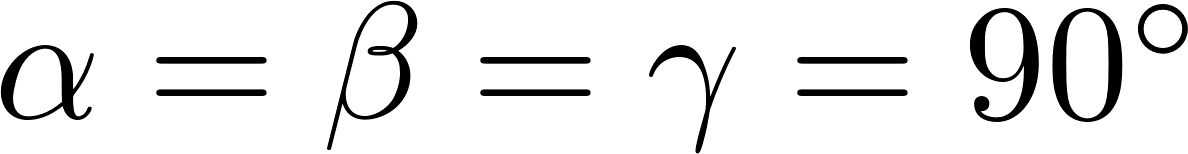 α = β = γ = 90°